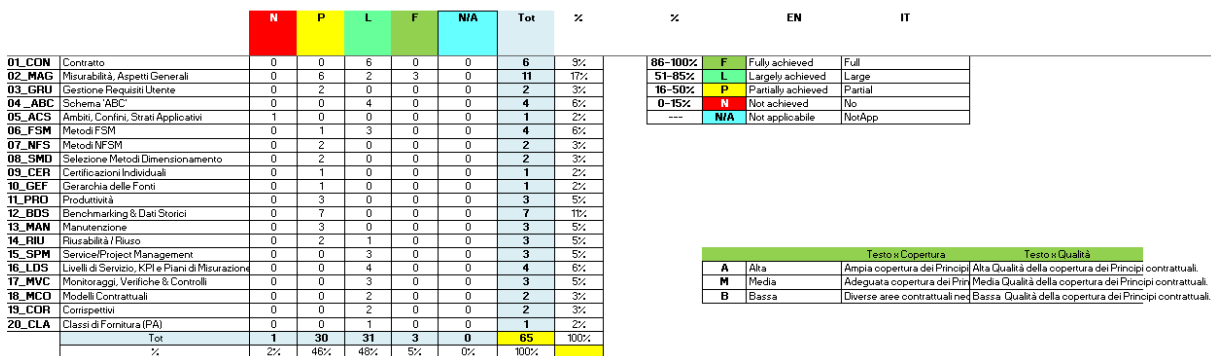 N P L F N/A Tot % % EN IT
01_CON Contratto 0 0 6 0 0 6 9% 86-100% F Fully achieved Full
02_MAG Misurabilità, Aspetti Generali 0 6 2 3 0 11 17% 51-85% L Largely achieved Large
03_GRU Gestione Requisiti Utente 0 2 0 0 0 2 3% 16-50% P Partially achieved Partial
04_ABC Schema 'ABC' 0 0 4 0 0 4 6% 0-15% N Not achieved No
05_ACS Ambiti, Confini, Strati Applicativi 1 0 0 0 0 1 2% --- N/A Not applicabile NotApp
06_FSM Metodi FSM 0 1 3 0 0 4 6%
07_NFS Metodi NFSM 0 2 0 0 0 2 3%
08_SMD Selezione Metodi Dimensionamento 0 2 0 0 0 2 3%
09_CER Certificazioni Individuali 0 1 0 0 0 1 2%
10_GEF Gerarchia delle Fonti 0 1 0 0 0 1 2%
11_PRO Produttività 0 3 0 0 0 3 5%
12_BDS Benchmarking & Dati Storici 0 7 0 0 0 7 11%
13_MAN Manutenzione 0 3 0 0 0 3 5%
14_RIU Riusabilità / Riuso 0 2 1 0 0 3 5%
15_SPM Service/Project Management 0 0 3 0 0 3 5% Testo x Copertura Testo x Qualità
16_LDS Livelli di Servizio, KPI e Piani di Misurazione 0 0 4 0 0 4 6% A Alta Ampia copertura dei Principi Alta Qualità della copertura dei Principi contrattuali.
17_MVC Monitoraggi, Verifiche & Controlli 0 0 3 0 0 3 5% M Media Adeguata copertura dei Prin Media Qualità della copertura dei Principi contrattuali.
18_MCO Modelli Contrattuali 0 0 2 0 0 2 3% B Bassa Diverse aree contrattuali nec Bassa Qualità della copertura dei Principi contrattuali.
19_COR Corrispettivi 0 0 2 0 0 2 3%
20_CLA Classi di Fornitura (PA) 0 0 1 0 0 1 2%
Tot 1 30 31 3 0 65 100%
% 2% 46% 48% 5% 0% 100%